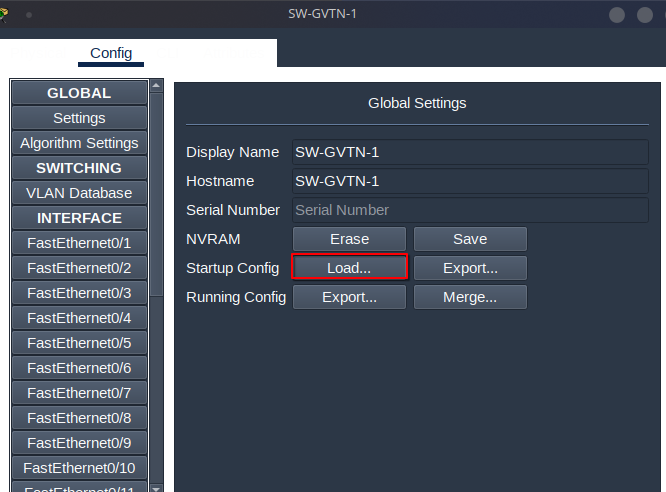 SW-GVTN-1
Config
GLOBAL
Settings
Algorithm Settings
SWITCHING
VLAN Database
INTERFACE
FastEthernet0/1
FastEthernet0/2
FastEthernet0/3
FastEthernet0/4
FastEthernet0/5
FastEthernet0/6
FastEthernet0/7
FastEthernet0/8
FastEthernet0/9
FastEthernet0/10
FastEthernet0/11
Global Settings
Display Name SW-GVTN-1
Hostname SW-GVTN-1
Serial Number Serial Number
NVRAM Erase Save
Startup Config Load... Export...
Running Config Export... Merge...